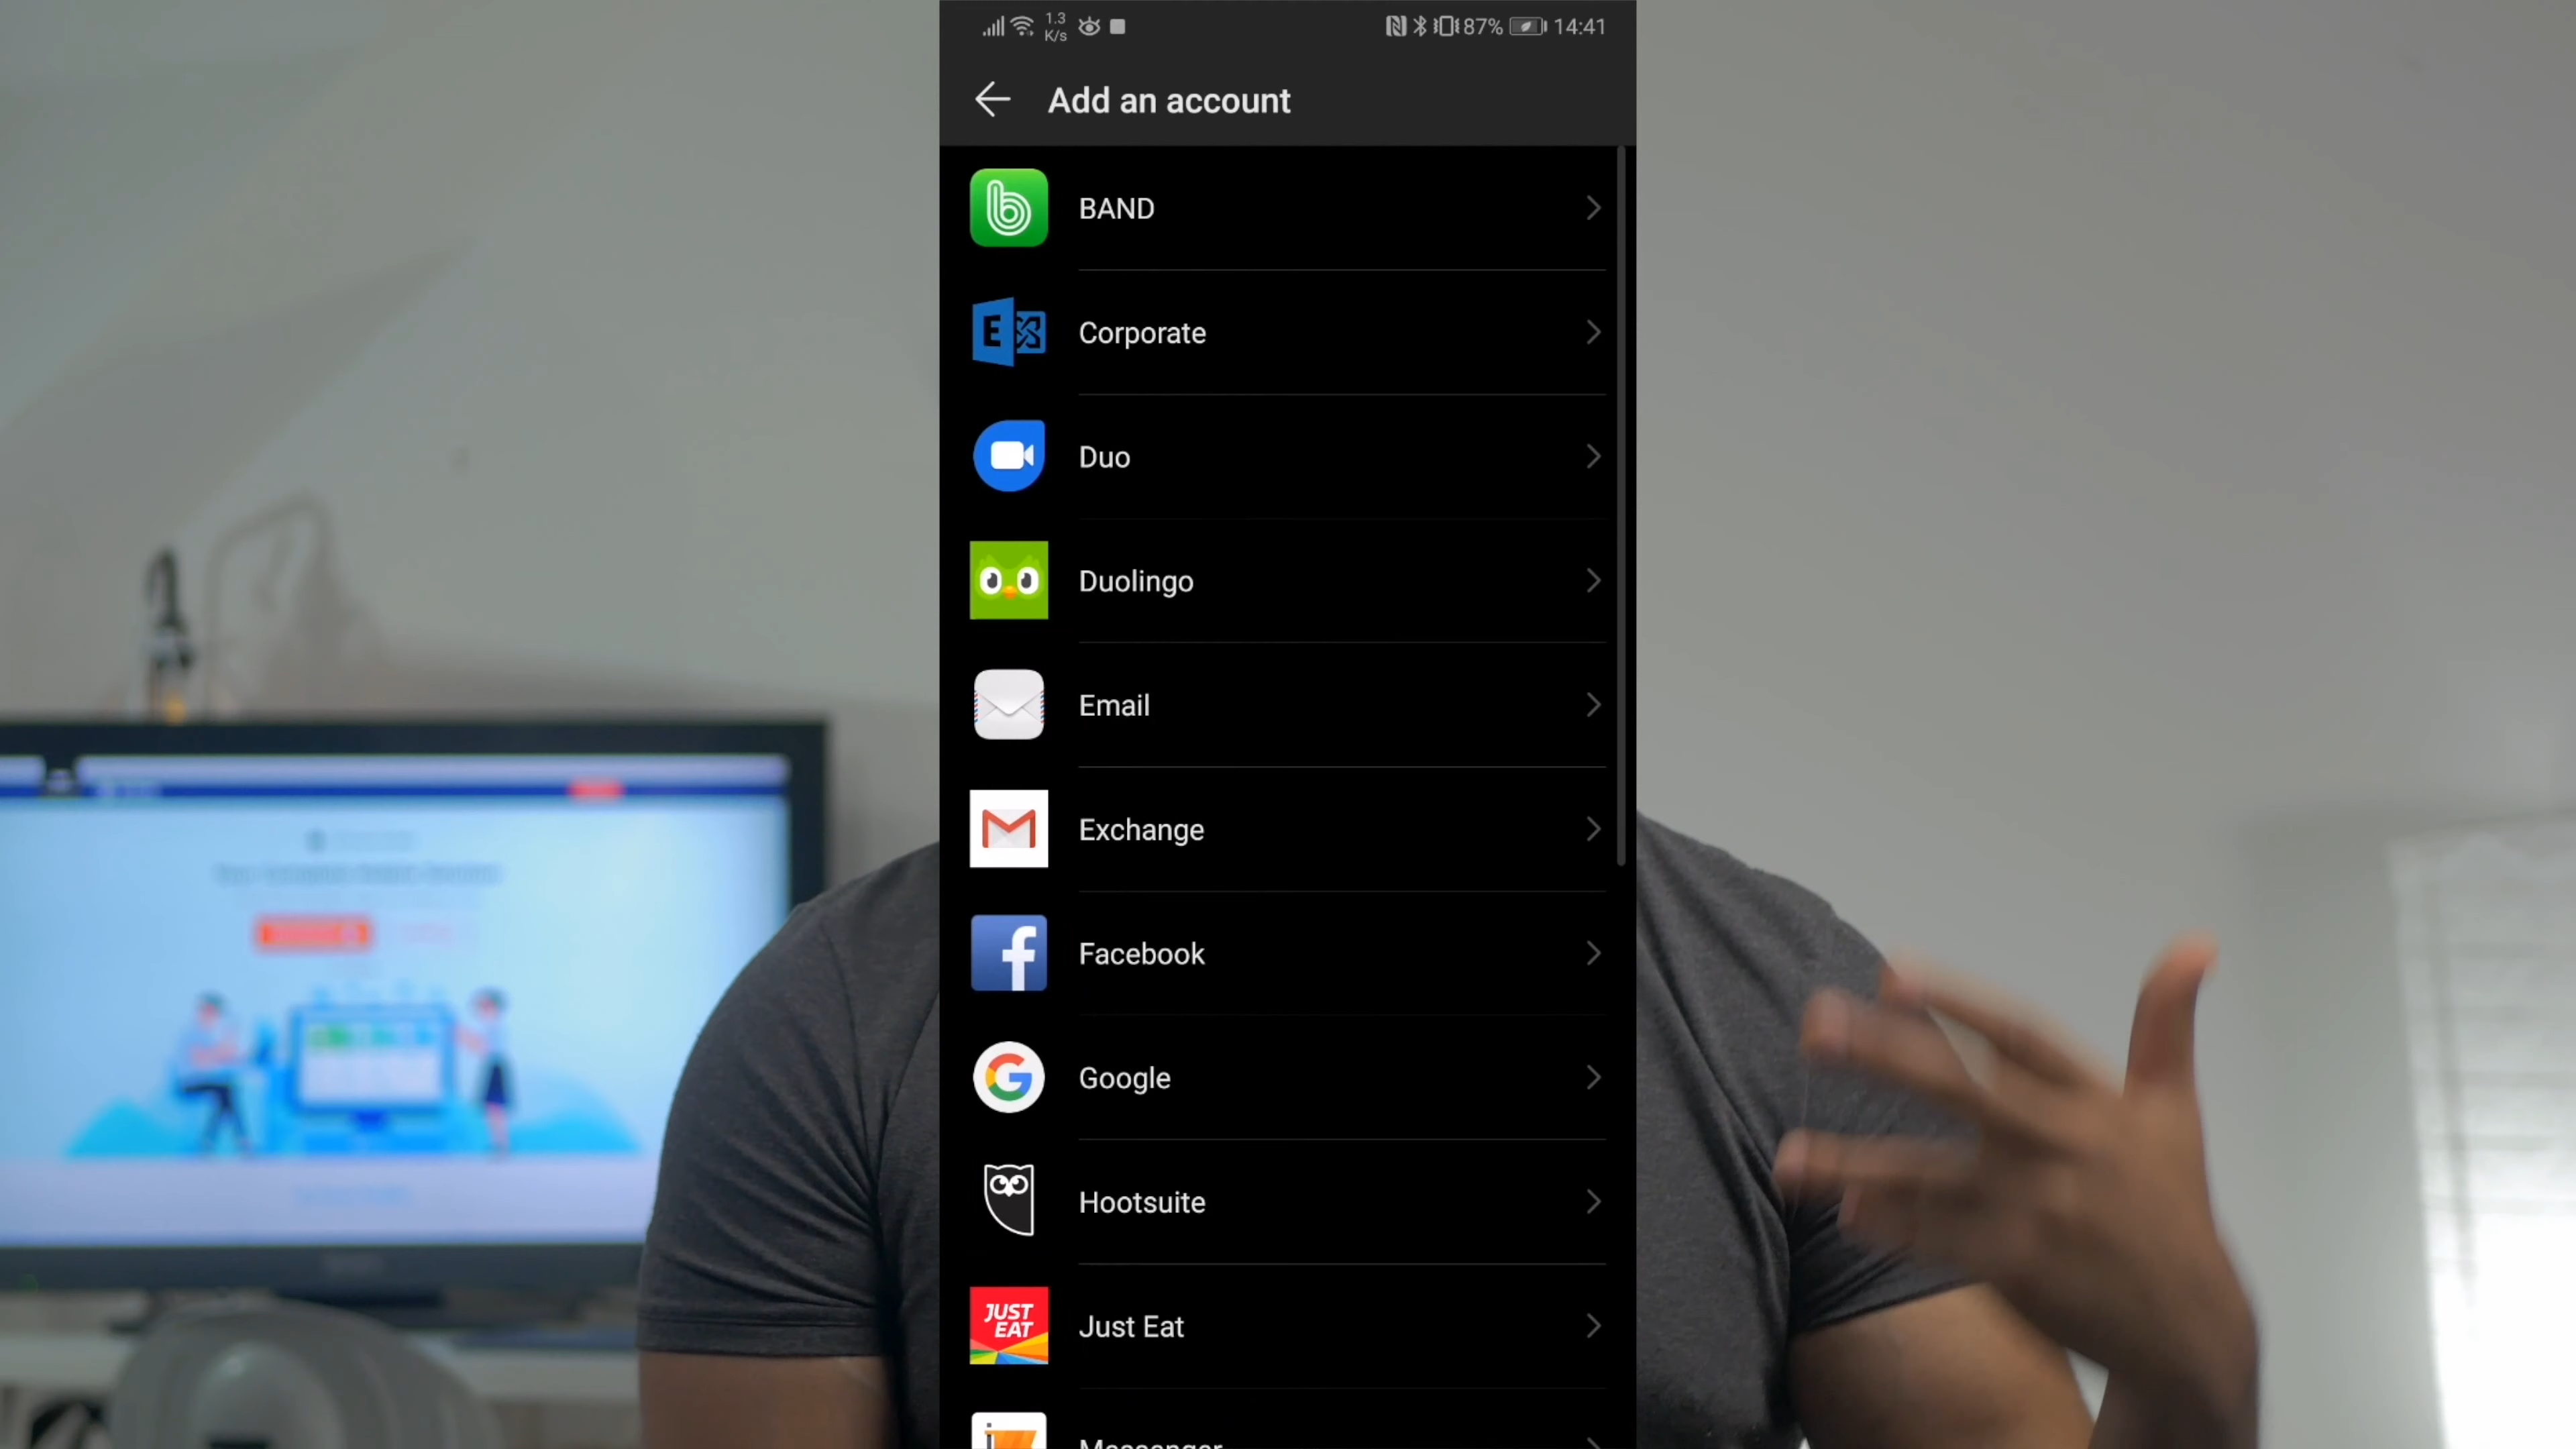 1.3
K/s
87%
14:41
Add an account
BAND
Corporate
Duo
Duolingo
Email
Exchange
Facebook
Google
Hootsuite
JUST
EAT
Just Eat